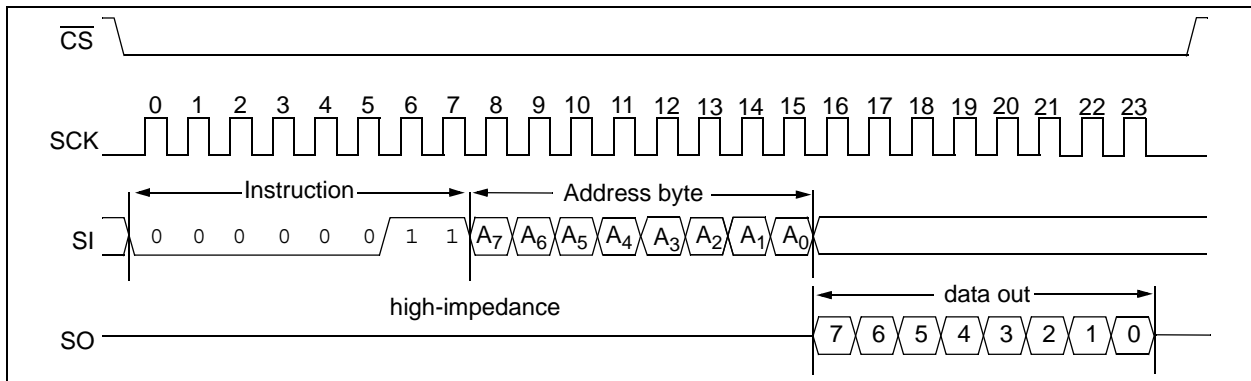 CS
0 1 2 3 4 5 6 7 8 9 10 11 12 13 14 15 16 17 18 19 20 21 22 23
SCK
Instruction Address byte
SI 0 0 0 0 0 0 1 1 A7 A6 A5 A4 A3 A2 A1 A0
high-impedance data out
SO 7 6 5 4 3 2 1 0